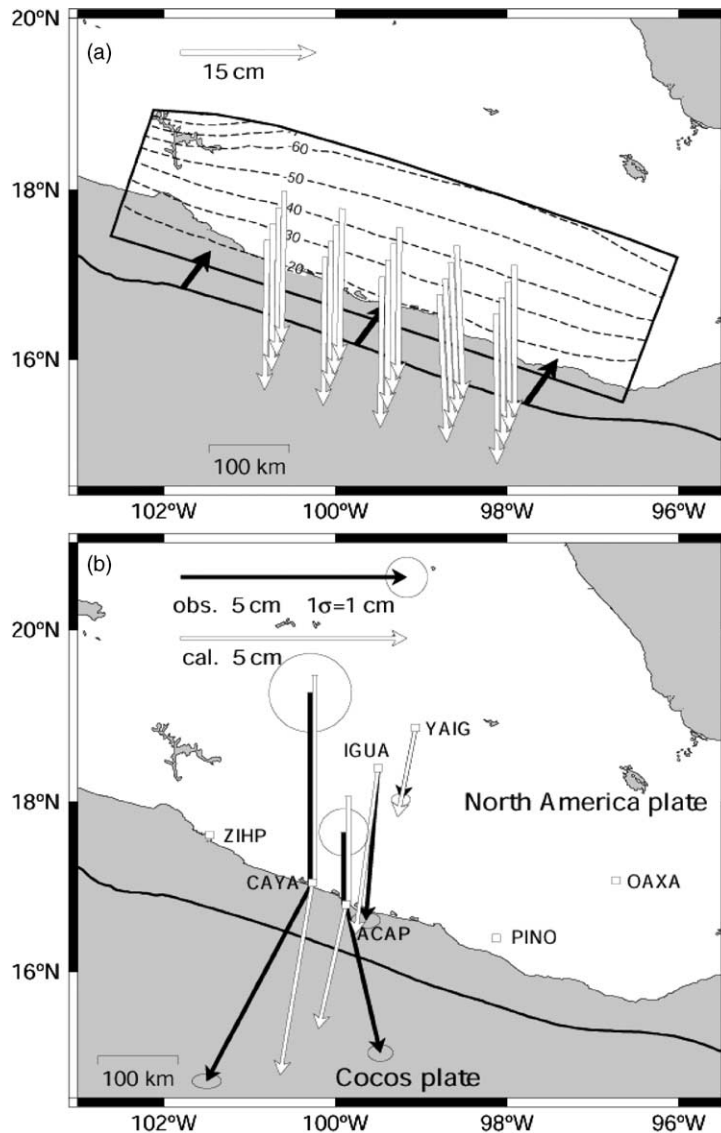 20°N
(a)
15 cm
-60
-50
-40
-30
-20
18°N
16°N
100 km
102°W 100°W 98°W 96°W
(b)
obs. 5 cm 1σ=1 cm
20°N
cal. 5 cm
YAIG
IGUA
18°N
North America plate
ZIHP
CAYA
OAXA
ACAP
PINO
16°N
100 km
Cocos plate
102°W 100°W 98°W 96°W